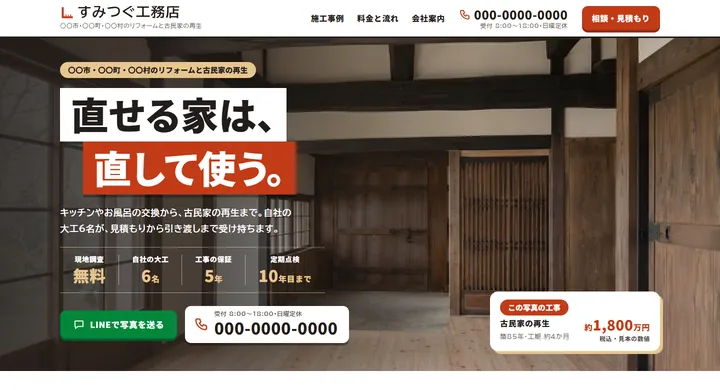 すみつぐ工務店
〇〇市・〇〇町・〇〇村のリフォームと古民家の再生
施工事例
料金と流れ
会社案内
000-0000-0000
受付 8:00〜18:00・日曜定休
相談・見積もり
〇〇市・〇〇町・〇〇村のリフォームと古民家の再生
直せる家は、
直して使う。
キッチンやお風呂の交換から、古民家の再生まで。自社の
大工6名が、見積もりから引き渡しまで受け持ちます。
現地調査
無料
自社の大工
6名
工事の保証
5年
定期点検
10年目まで
LINEで写真を送る
受付 8:00〜18:00・日曜定休
000-0000-0000
この写真の工事
古民家の再生
築85年・工期 約4か月
約1,800万円
税込・見本の数値